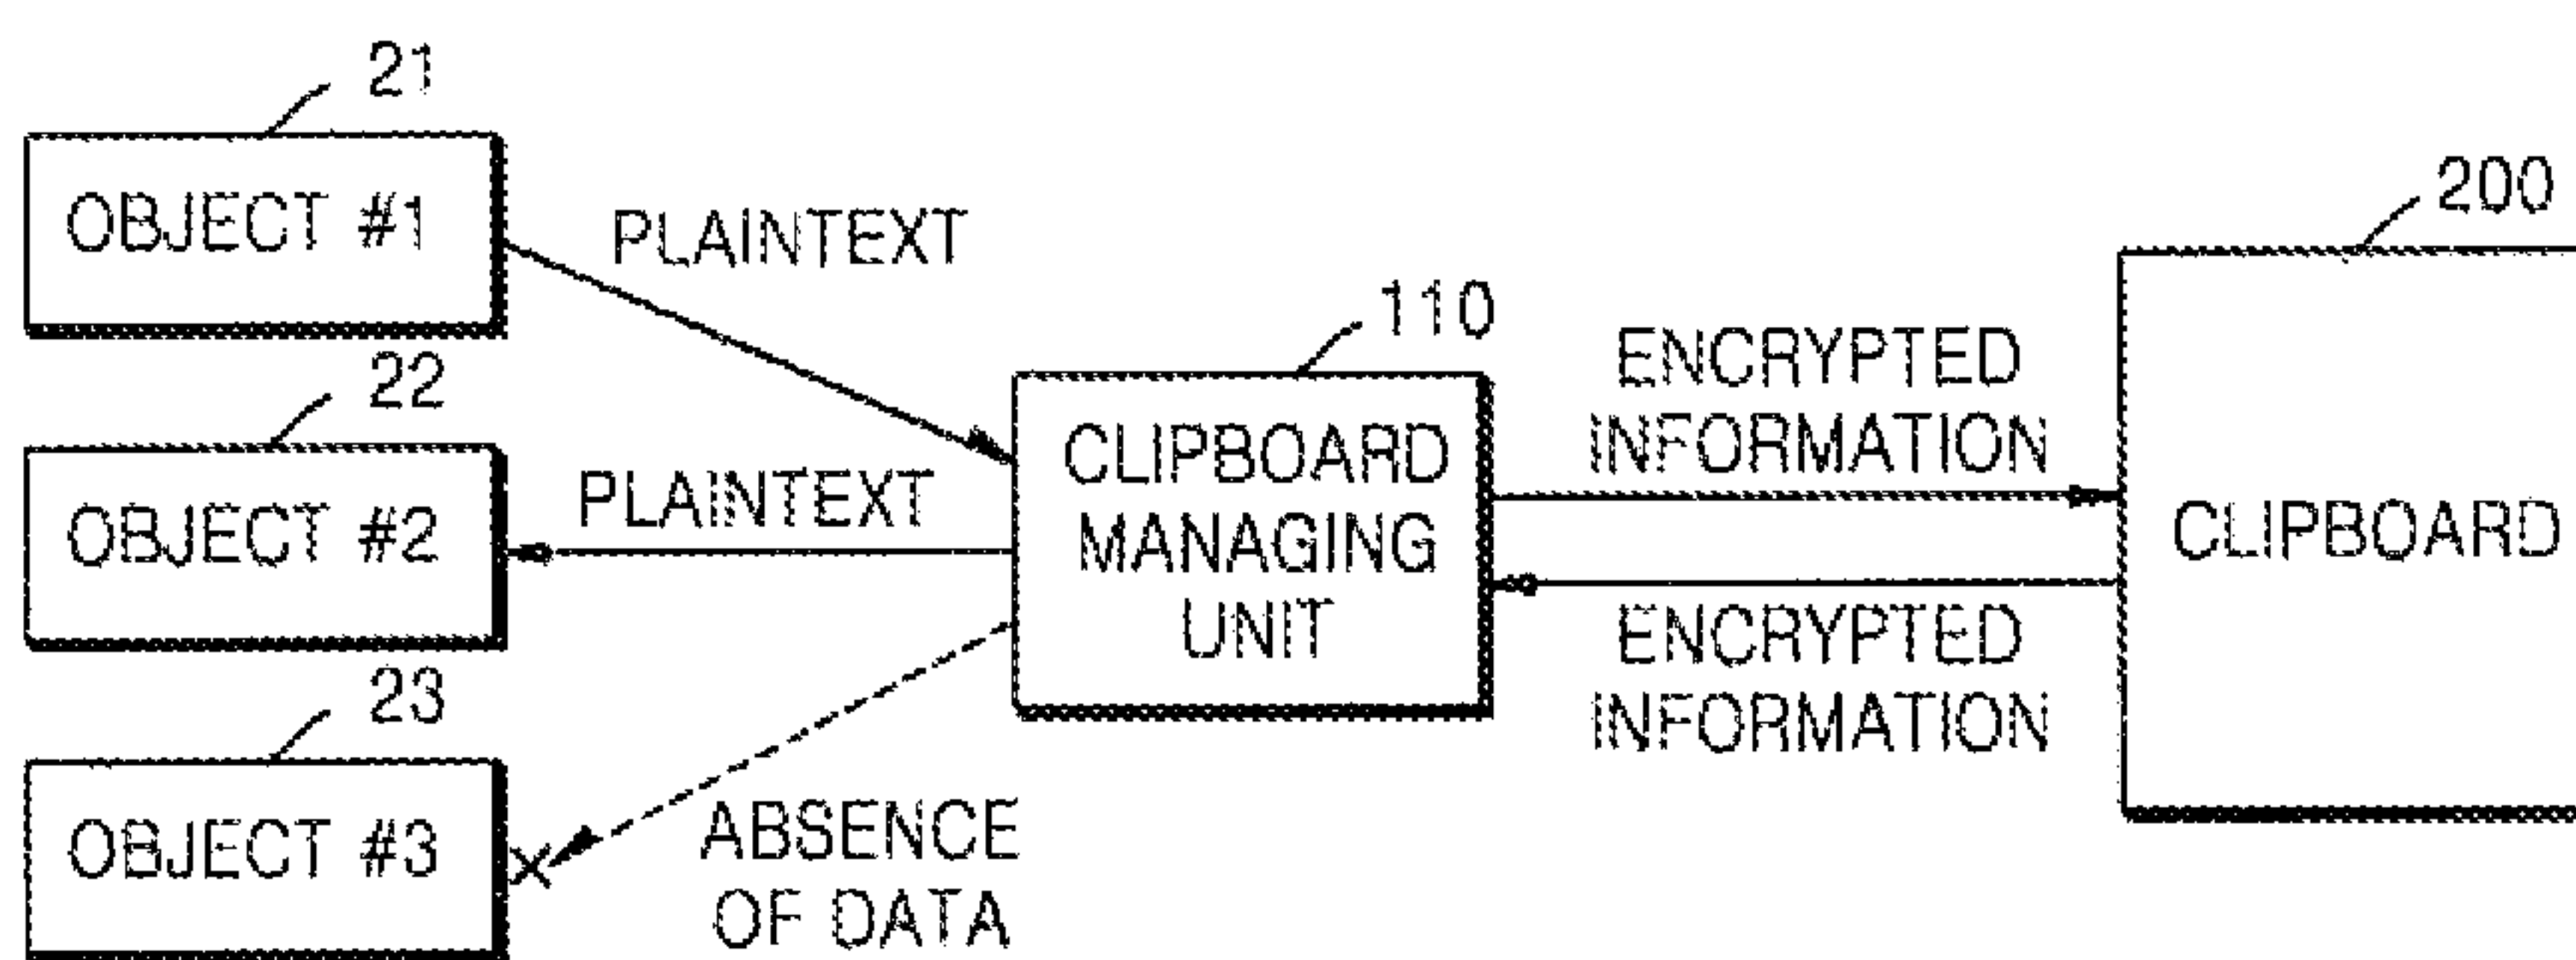 21
OBJECT #1
PLAINTEXT
200
110
ENCRYPTED
INFORMATION
22
OBJECT #2
PLAINTEXT
CLIPBOARD
MANAGING
UNIT
CLIPBOARD
ENCRYPTED
INFORMATION
23
OBJECT #3
ABSENCE
OF DATA